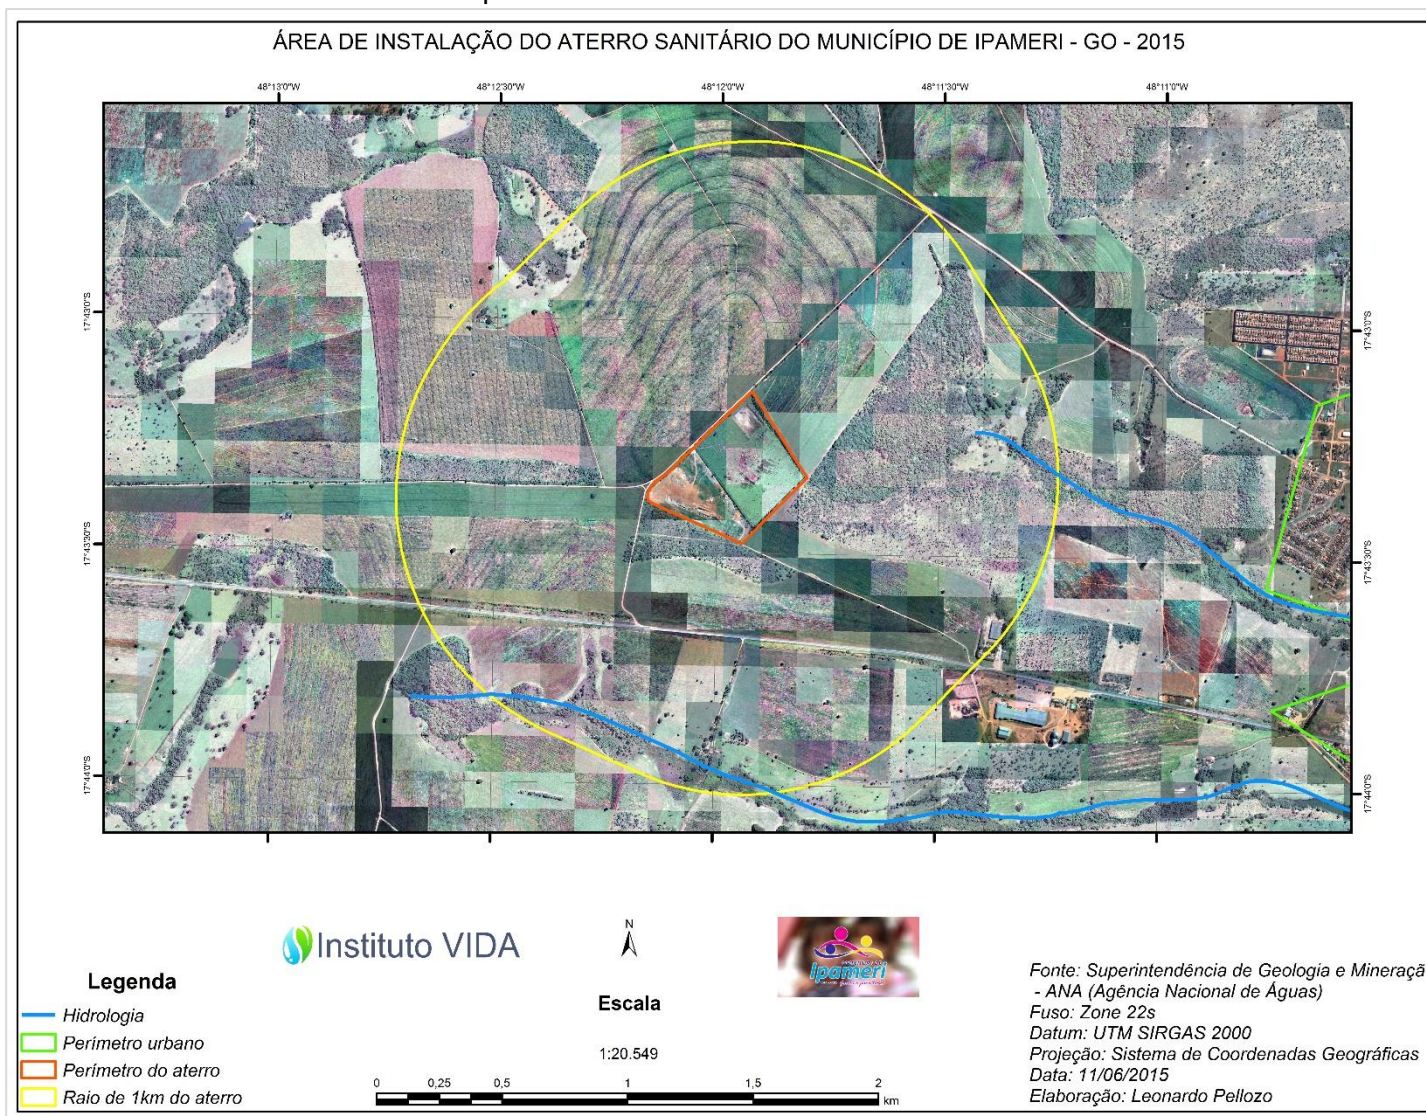 ÁREA DE INSTALAÇÃO DO ATERRO SANITÁRIO DO MUNICÍPIO DE IPAMERI - GO - 2015
48°13'0"W 48°12'30"W 48°12'0"W 48°11'30"W 48°11'0"W
17°43'0"S 17°43'0"S
17°43'30"S 17°43'30"S
17°44'0"S 17°44'0"S
Instituto VIDA
N
Ipameri
Escala
1:20.549
0 0,25 0,5 1 1,5 2
km
Legenda
Hidrologia
Perímetro urbano
Perímetro do aterro
Raio de 1km do aterro
Fonte: Superintendência de Geologia e Mineraçã
- ANA (Agência Nacional de Águas)
Fuso: Zone 22s
Datum: UTM SIRGAS 2000
Projeção: Sistema de Coordenadas Geográficas
Data: 11/06/2015
Elaboração: Leonardo Pellozo